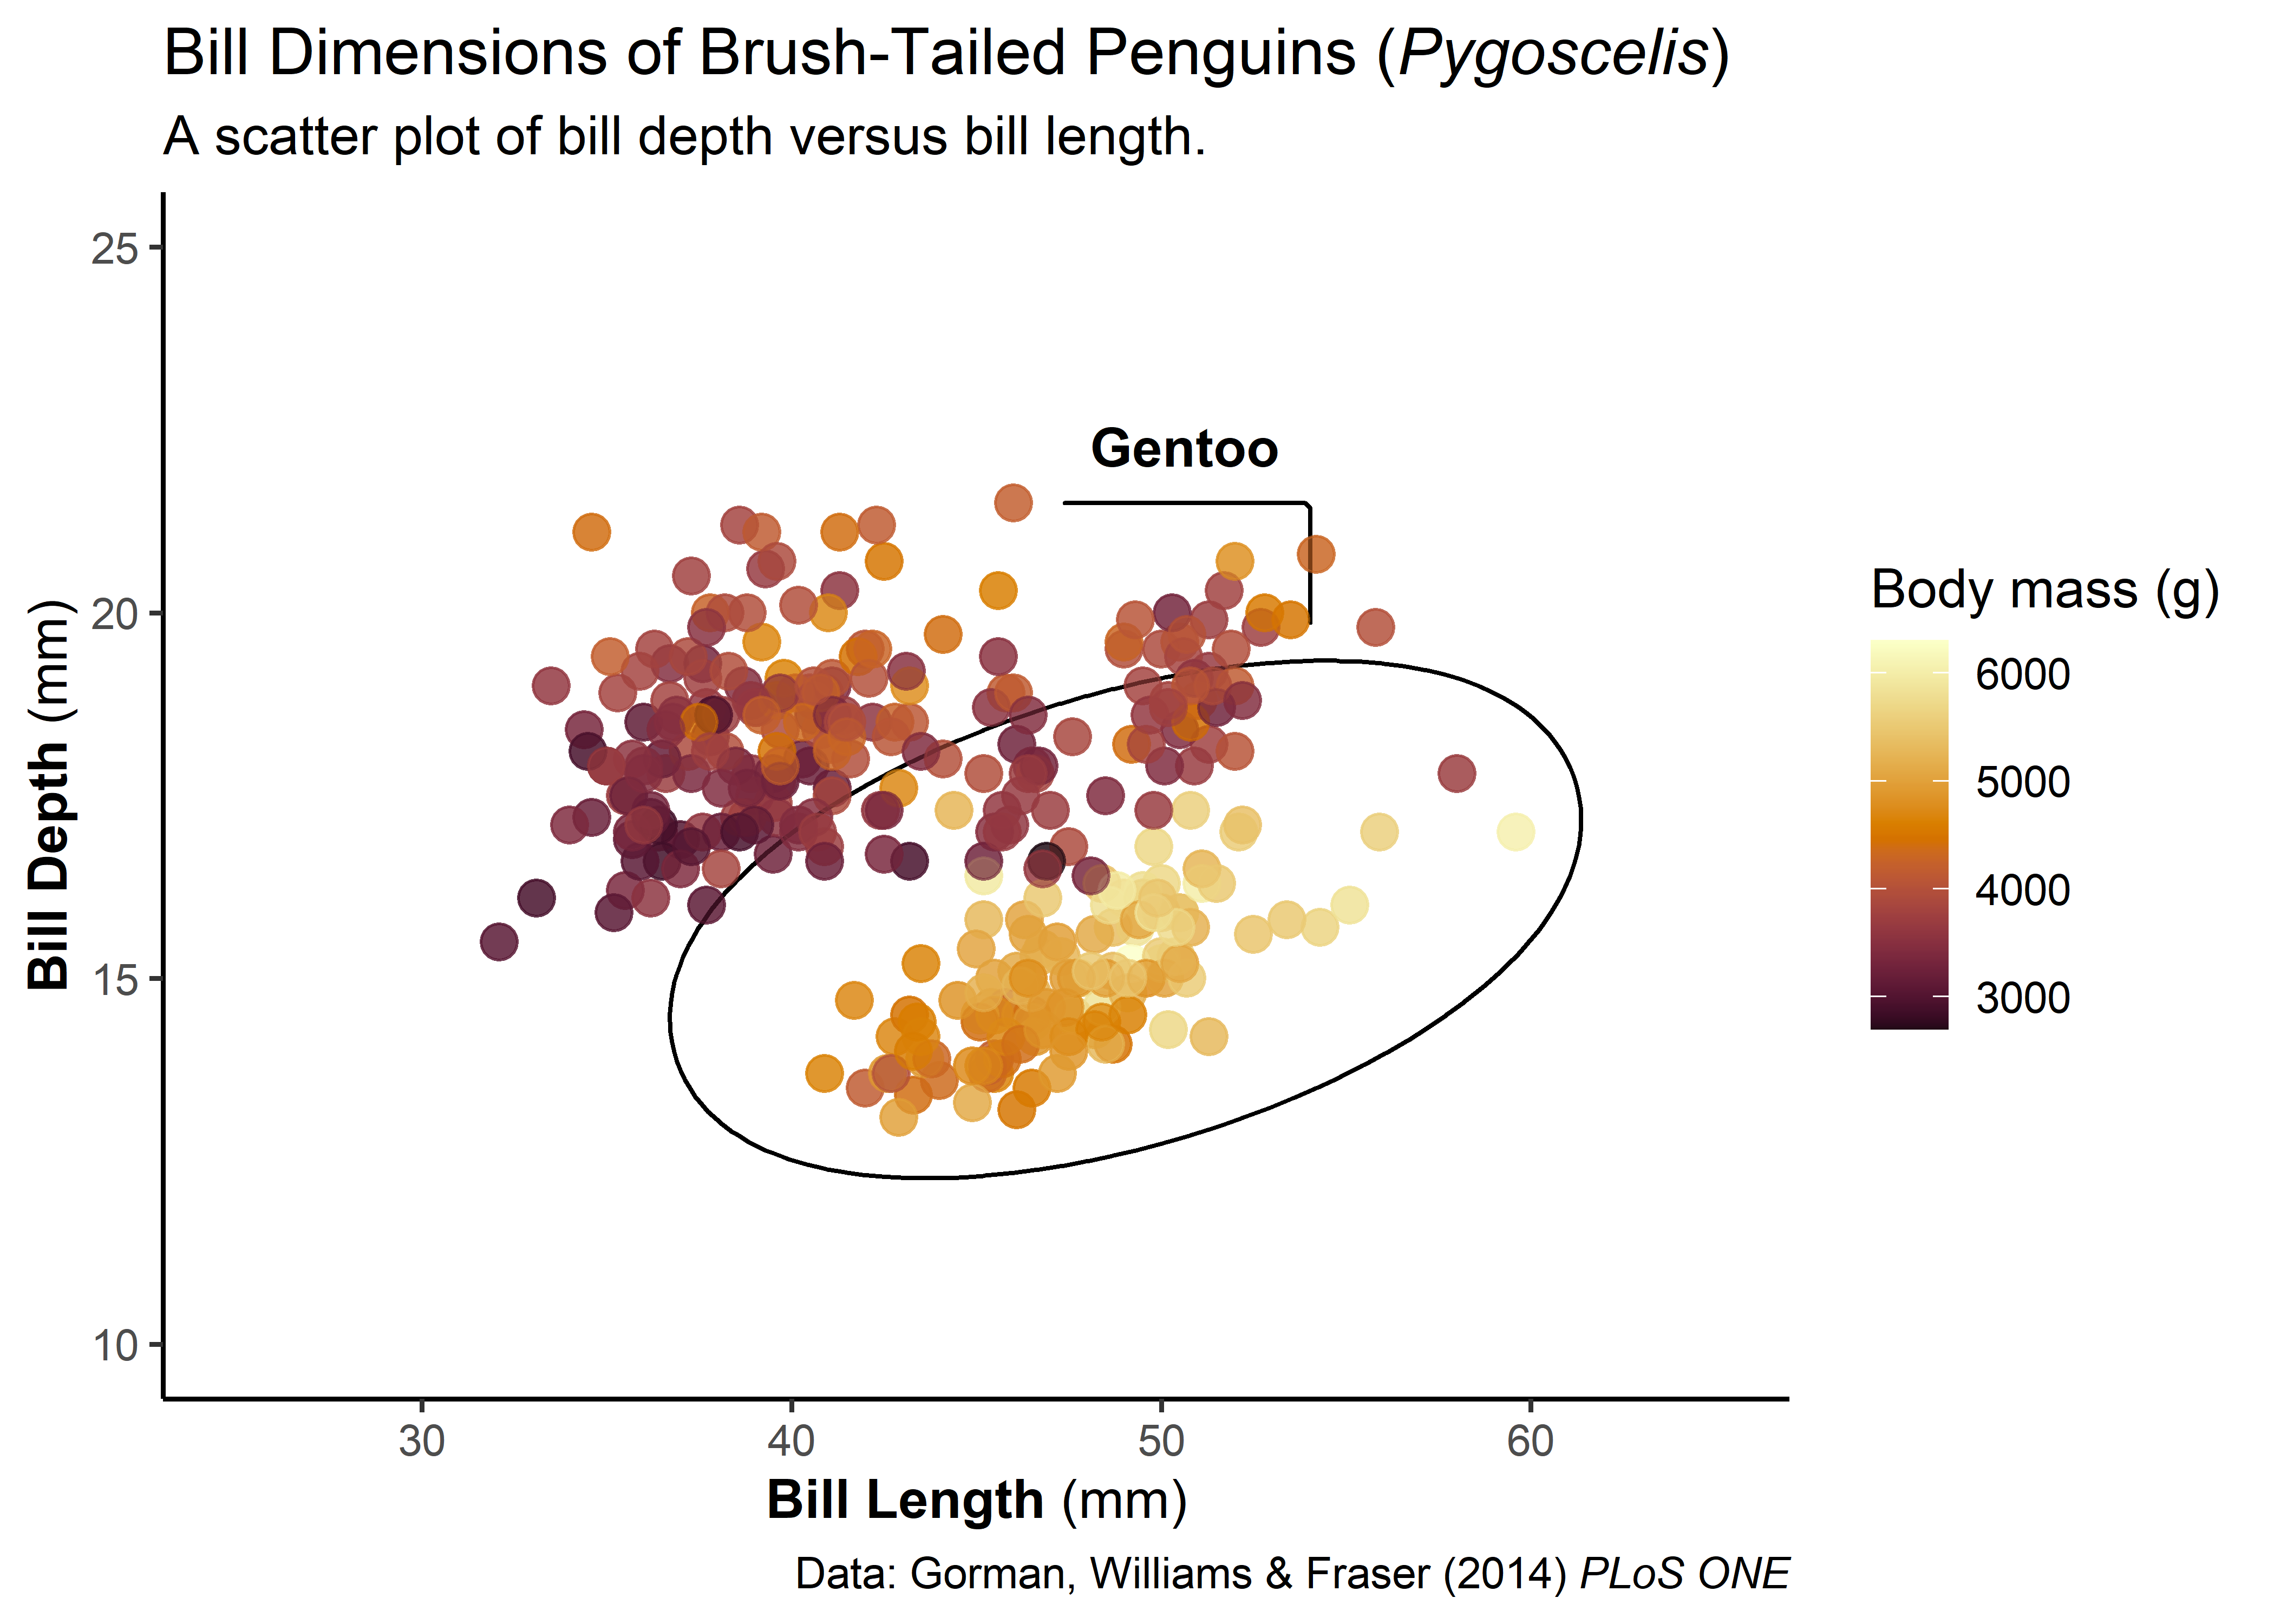 Bill Dimensions of Brush-Tailed Penguins (Pygoscelis)
A scatter plot of bill depth versus bill length.
25
20
15
10
Bill Depth (mm)
Gentoo
30 40 50 60
Bill Length (mm)
Body mass (g)
6000
5000
4000
3000
Data: Gorman, Williams & Fraser (2014) PLoS ONE